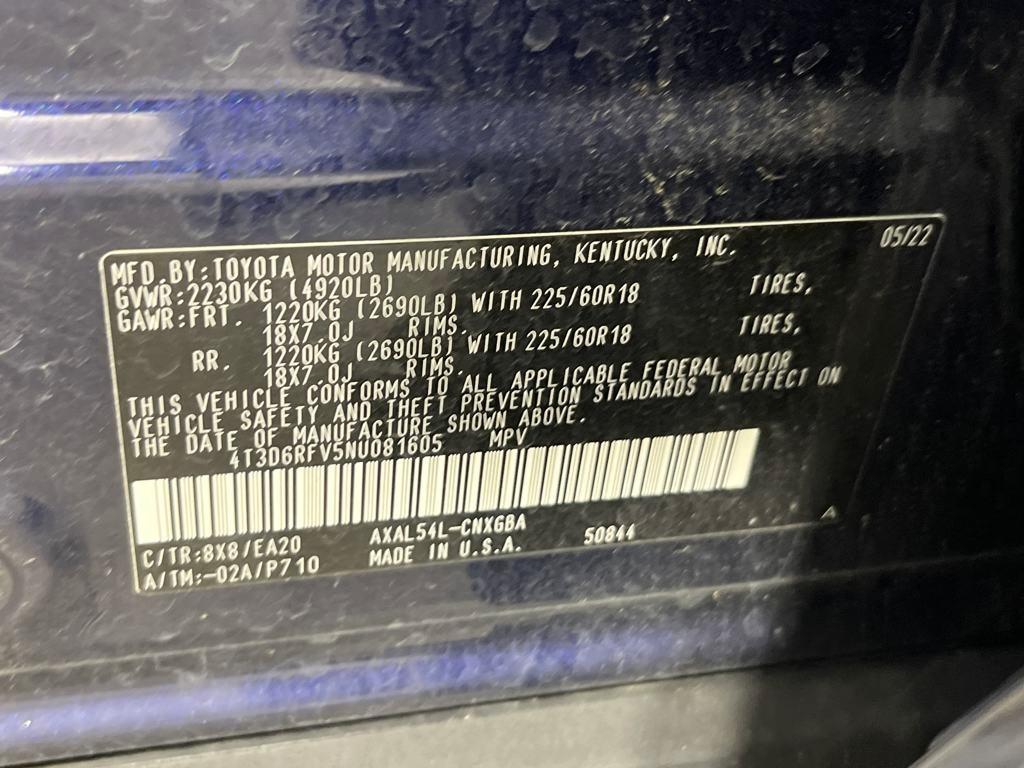 05/22
MFD.BY:TOYOTA MOTOR MANUFACTURING, KENTUCKY, INC.
GVWR:2230KG (4920LB)
GAWR:FRT. 1220KG (2690LB) WITH 225/60R18 TIRES,
18X7.0J RIMS.
RR. 1220KG (2690LB) WITH 225/60R18 TIRES,
18X7.0J RIMS.
THIS VEHICLE CONFORMS TO ALL APPLICABLE FEDERAL MOTOR
VEHICLE SAFETY AND THEFT PREVENTION STANDARDS IN EFFECT ON
THE DATE OF MANUFACTURE SHOWN ABOVE.
4T3D6RFV5NU081605 MPV
C/TR:8X8/EA20 AXAL54L-CNXGBA 50844 A
A/TM:-02A/P710 MADE IN U.S.A.